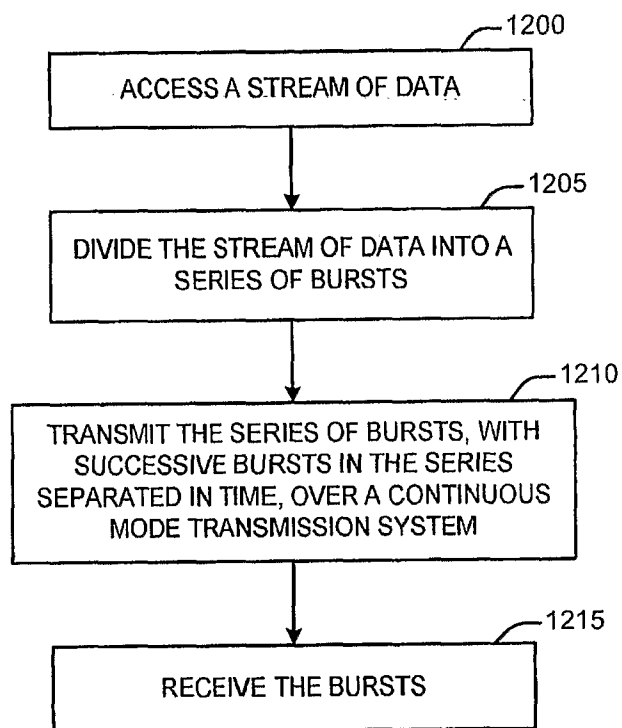 1200
ACCESS A STREAM OF DATA
1205
DIVIDE THE STREAM OF DATA INTO A
SERIES OF BURSTS
1210
TRANSMIT THE SERIES OF BURSTS, WITH
SUCCESSIVE BURSTS IN THE SERIES
SEPARATED IN TIME, OVER A CONTINUOUS
MODE TRANSMISSION SYSTEM
1215
RECEIVE THE BURSTS